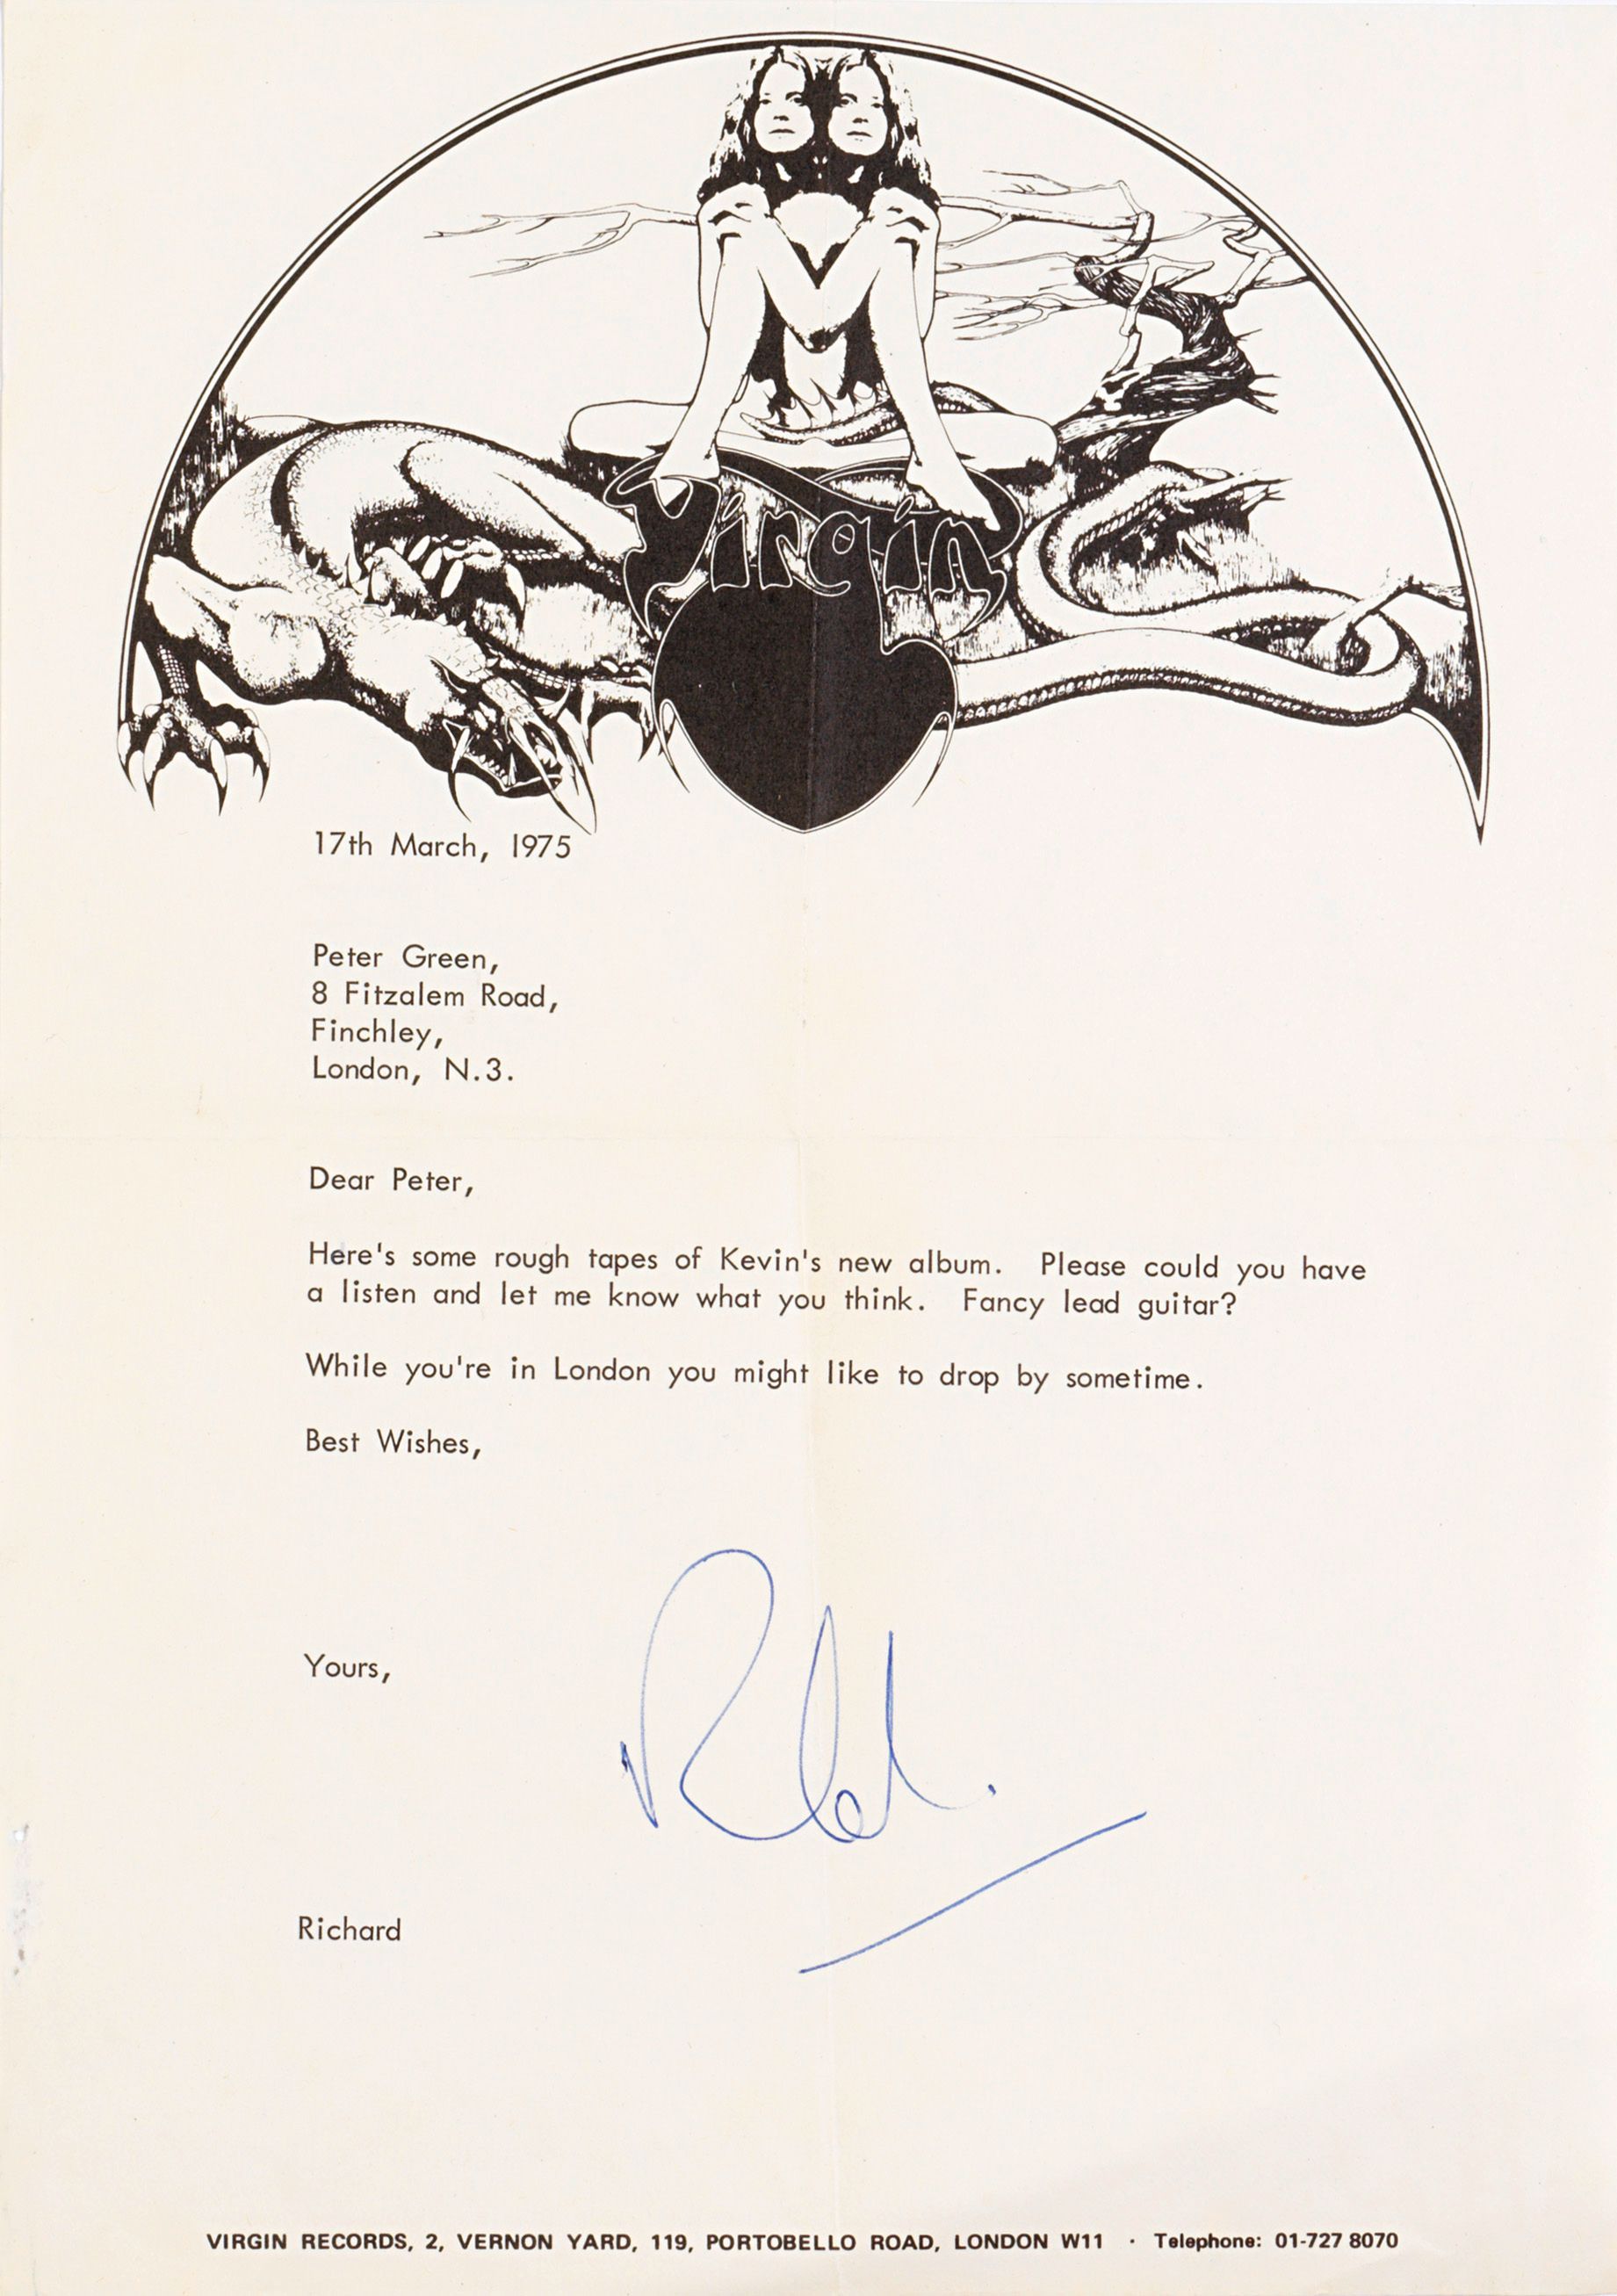 Virgin
17th March, 1975
Peter Green,
8 Fitzalem Road,
Finchley,
London, N.3.
Dear Peter,
Here's some rough tapes of Kevin's new album. Please could you have
a listen and let me know what you think. Fancy lead guitar?
While you're in London you might like to drop by sometime.
Best Wishes,
Yours,
Richard
VIRGIN RECORDS, 2, VERNON YARD, 119, PORTOBELLO ROAD, LONDON W11 · Telephone: 01-727 8070